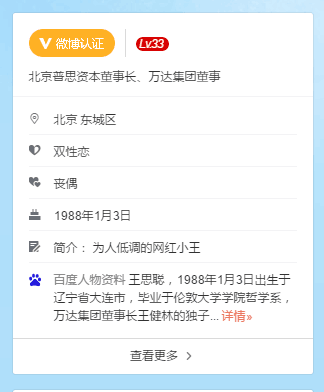 微博认证 Lv.33
北京普思资本董事长、万达集团董事
北京 东城区
双性恋
丧偶
1988年1月3日
简介： 为人低调的网红小王
百度人物资料 王思聪，1988年1月3日出生于
辽宁省大连市，毕业于伦敦大学学院哲学系，
万达集团董事长王健林的独子... 详情»
查看更多 >